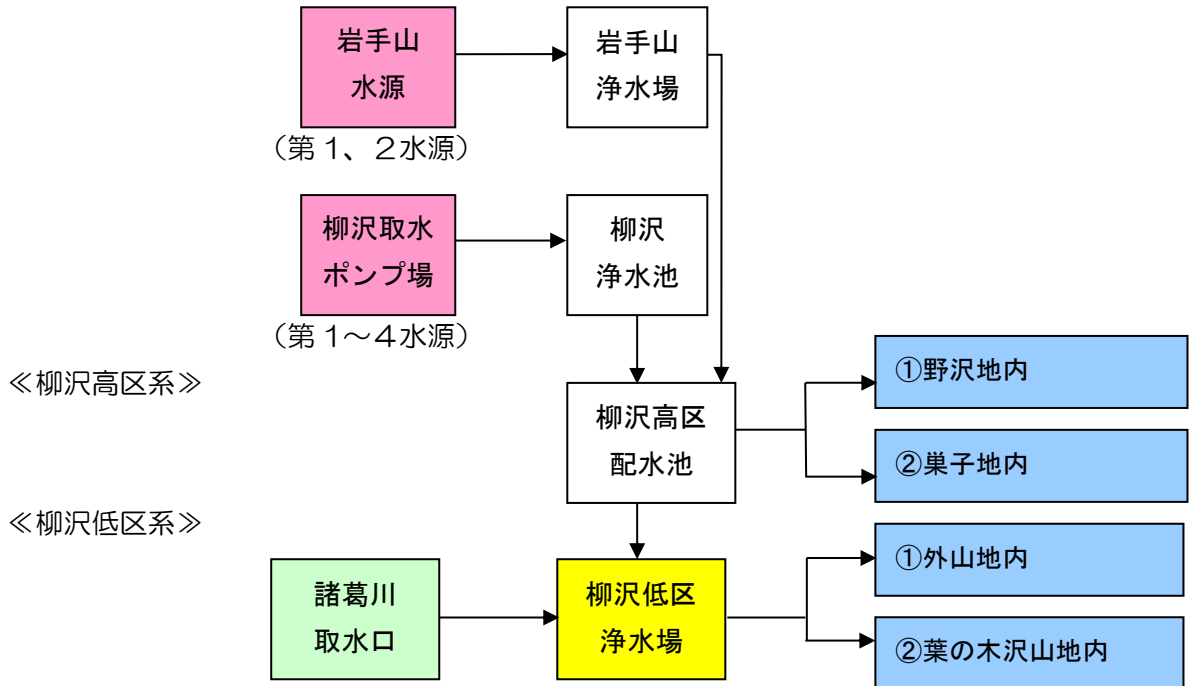 岩手山
水源
岩手山
浄水場
（第１、２水源）
柳沢取水
ポンプ場
柳沢
浄水池
（第１～４水源）
≪柳沢高区系≫
柳沢高区
配水池
①野沢地内
②巣子地内
≪柳沢低区系≫
諸葛川
取水口
柳沢低区
浄水場
①外山地内
②葉の木沢山地内